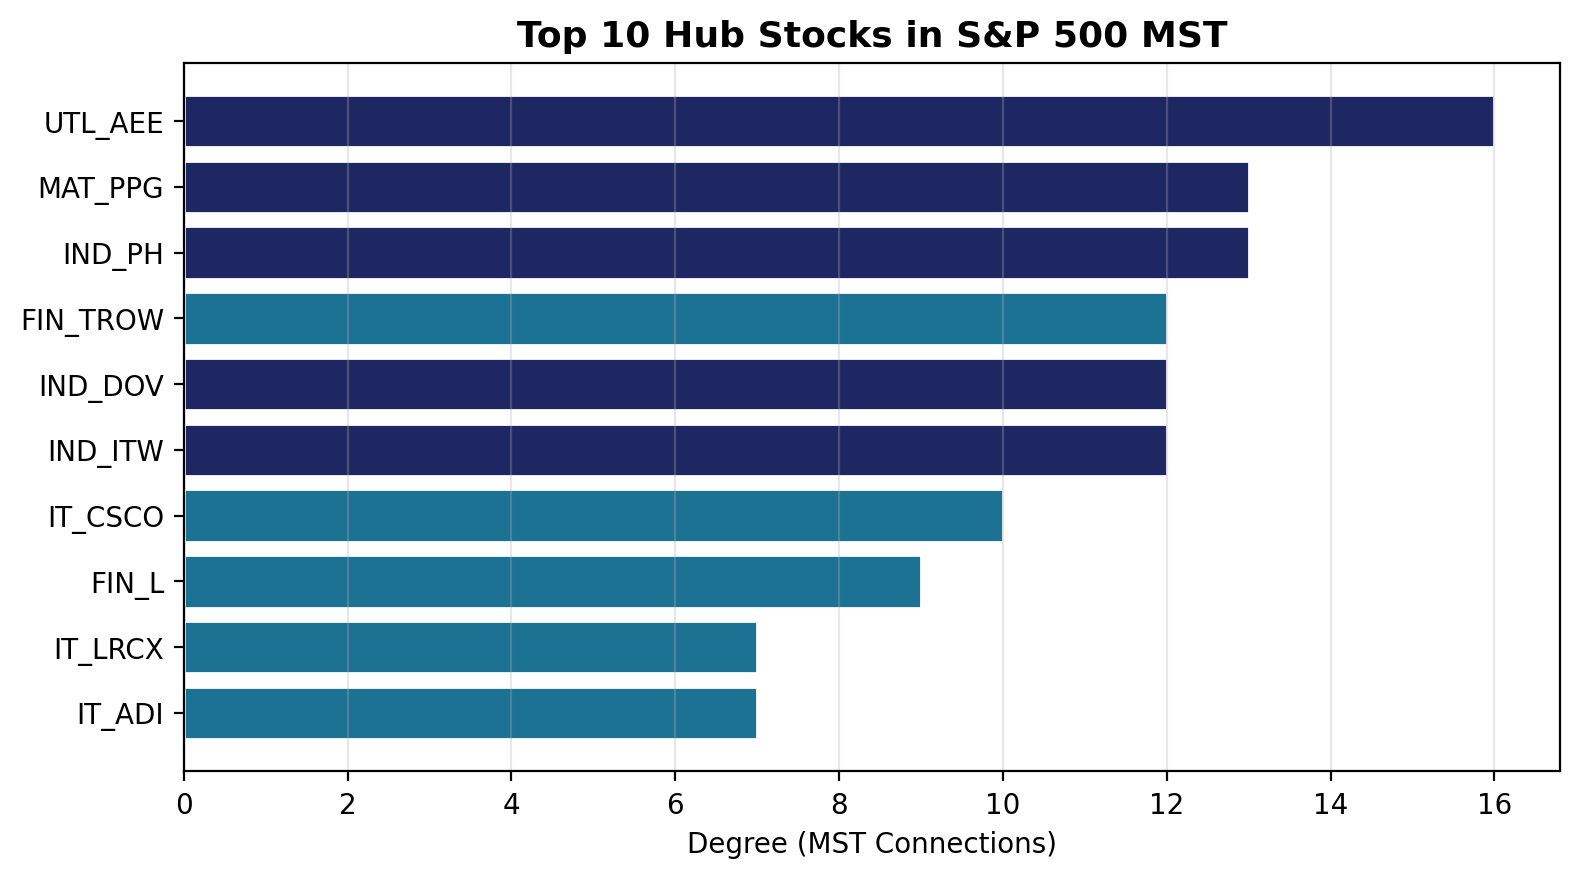 Top 10 Hub Stocks in S&P 500 MST
UTL_AEE
MAT_PPG
IND_PH
FIN_TROW
IND_DOV
IND_ITW
IT_CSCO
FIN_L
IT_LRCX
IT_ADI
0 2 4 6 8 10 12 14 16
Degree (MST Connections)